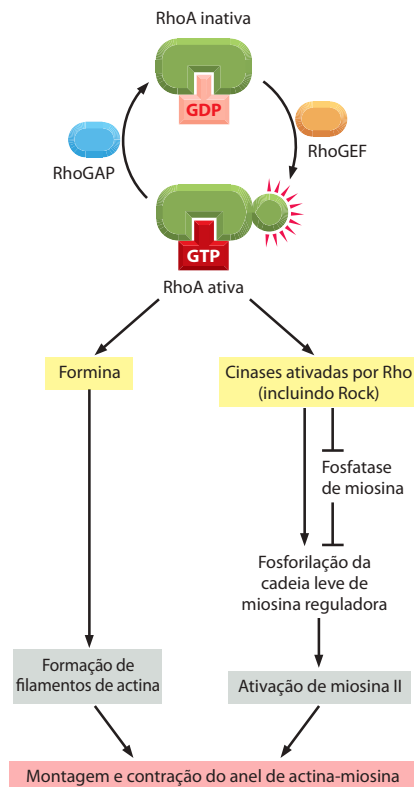 RhoA inativa
GDP
RhoGAP
RhoGEF
GTP
RhoA ativa
Formina
Cinases ativadas por Rho
(incluindo Rock)
Fosfatase
de miosina
Fosforilação da
cadeia leve de
miosina reguladora
Formação de
filamentos de actina
Ativação de miosina II
Montagem e contração do anel de actina-miosina